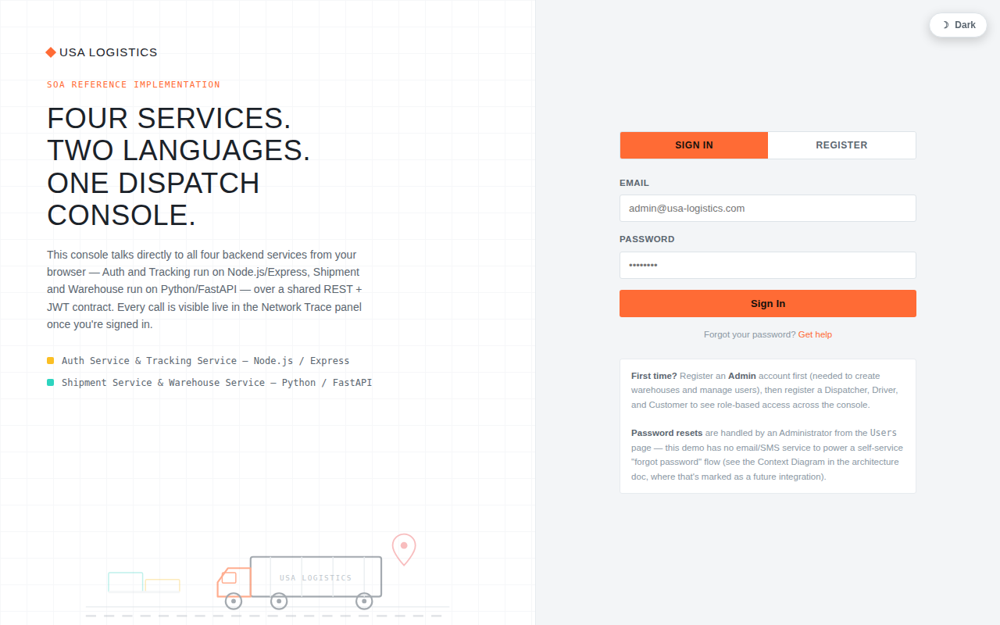 USA LOGISTICS
SOA REFERENCE IMPLEMENTATION
FOUR SERVICES.
TWO LANGUAGES.
ONE DISPATCH
CONSOLE.
This console talks directly to all four backend services from your
browser — Auth and Tracking run on Node.js/Express, Shipment
and Warehouse run on Python/FastAPI — over a shared REST +
JWT contract. Every call is visible live in the Network Trace panel
once you're signed in.
Auth Service & Tracking Service — Node.js / Express
Shipment Service & Warehouse Service — Python / FastAPI
USA LOGISTICS
☽ Dark
SIGN IN
REGISTER
EMAIL
admin@usa-logistics.com
PASSWORD
••••••••
Sign In
Forgot your password? Get help
First time? Register an Admin account first (needed to create
warehouses and manage users), then register a Dispatcher, Driver,
and Customer to see role-based access across the console.
Password resets are handled by an Administrator from the Users
page — this demo has no email/SMS service to power a self-service
"forgot password" flow (see the Context Diagram in the architecture
doc, where that's marked as a future integration).